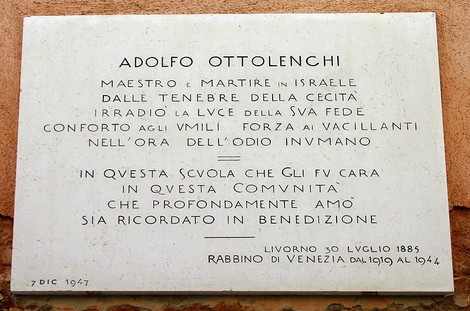 ADOLFO OTTOLENGHI
MAESTRO E MARTIRE IN ISRAELE
DALLE TENEBRE DELLA CECITÀ
IRRADIÒ LA LVCE DELLA SVA FEDE
CONFORTO AGLI VMILI FORZA AI VACILLANTI
NELL'ORA DELL'ODIO INVMANO
IN QVESTA SCVOLA CHE GLI FV CARA
IN QVESTA COMVNITÀ
CHE PROFONDAMENTE AMÒ
SIA RICORDATO IN BENEDIZIONE
LIVORNO 30 LVGLIO 1885
RABBINO DI VENEZIA DAL 1919 AL 1944
7 DIC 1947